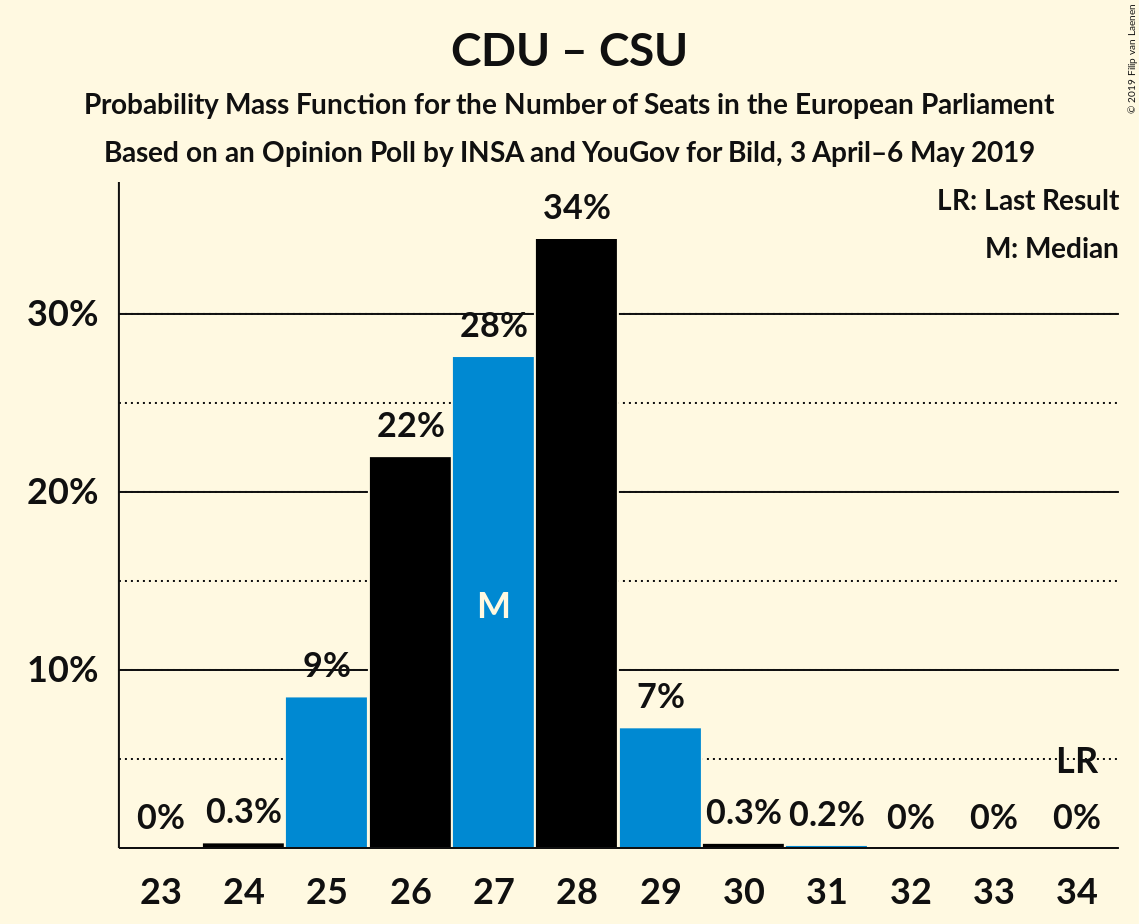 CDU – CSU
Probability Mass Function for the Number of Seats in the European Parliament
Based on an Opinion Poll by INSA and YouGov for Bild, 3 April–6 May 2019
© 2019 Filip van Laenen
LR: Last Result
M: Median
34%
30%
28%
22%
20%
M
9%
10%
7%
LR
0%
0.3%
0.3%
0.2%
0%
0%
0%
23 24 25 26 27 28 29 30 31 32 33 34